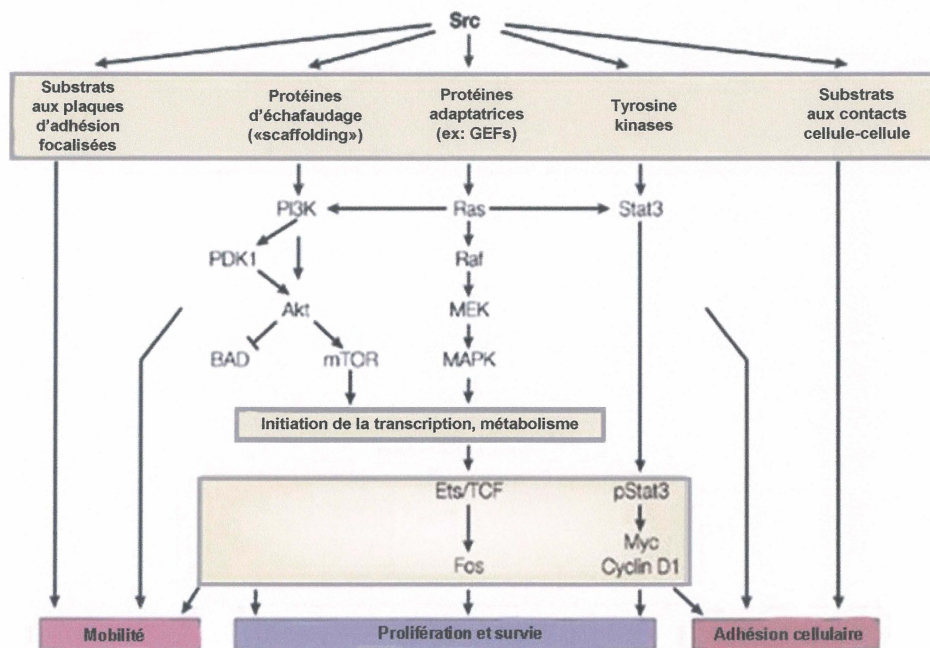 Src
Substrats
aux plaques
d'adhésion
focalisées
Protéines
d'échafaudage
(«scaffolding»)
Protéines
adaptatrices
(ex: GEFs)
Tyrosine
kinases
Substrats
aux contacts
cellule-cellule
PI3K
Ras
Stat3
PDK1
Raf
Akt
MEK
BAD
mTOR
MAPK
Initiation de la transcription, métabolisme
Ets/TCF
pStat3
Myc
Fos
Cyclin D1
Mobilité
Prolifération et survie
Adhésion cellulaire